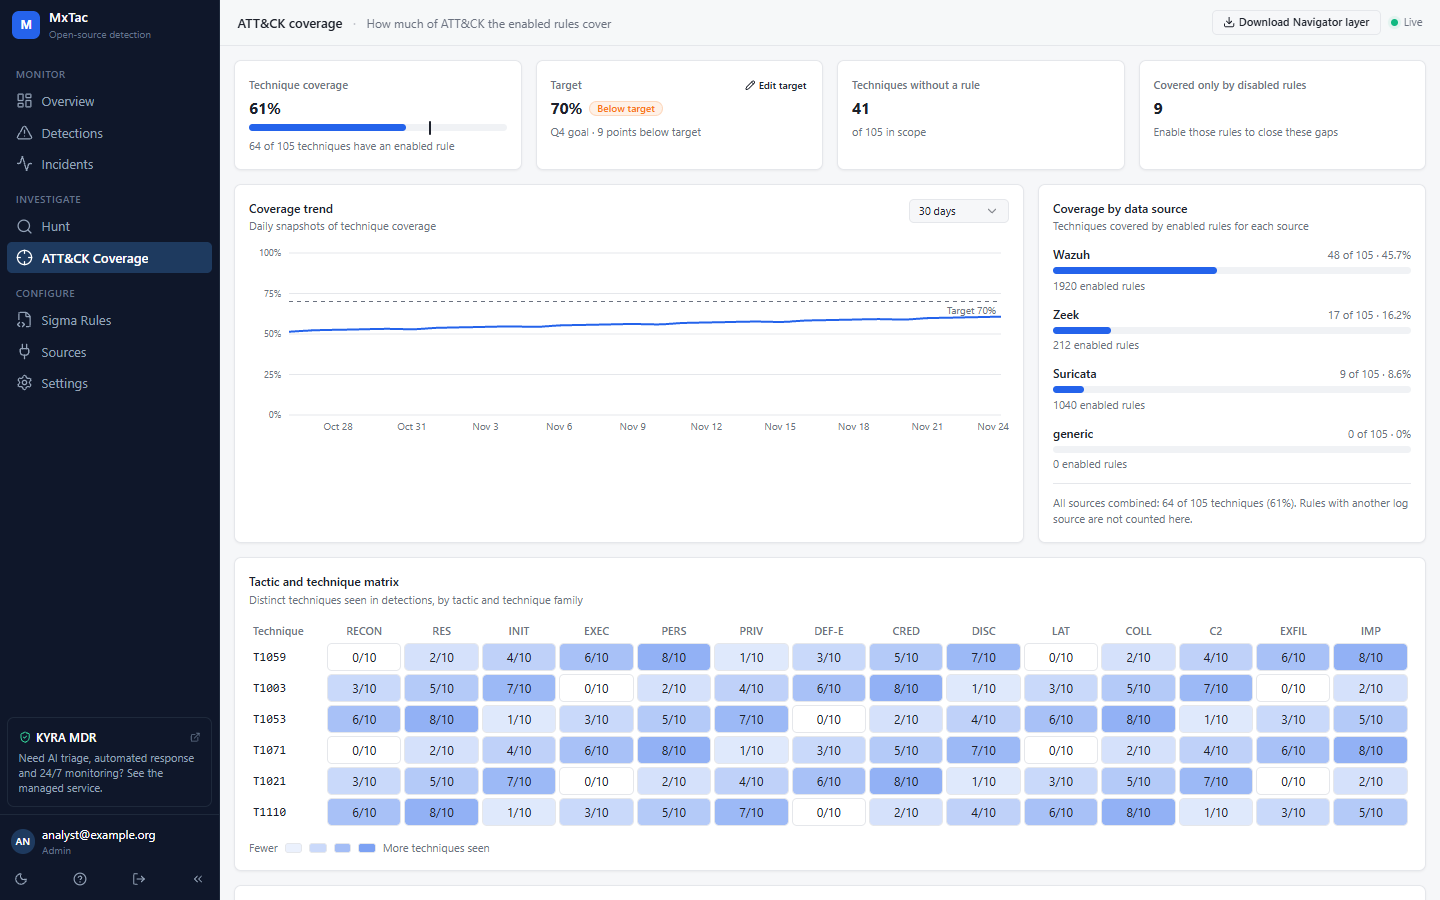 M
MxTac
Open-source detection
MONITOR
Overview
Detections
Incidents
INVESTIGATE
Hunt
ATT&CK Coverage
CONFIGURE
Sigma Rules
Sources
Settings
KYRA MDR
Need AI triage, automated response
and 24/7 monitoring? See the
managed service.
AN
analyst@example.org
Admin
ATT&CK coverage · How much of ATT&CK the enabled rules cover
Download Navigator layer
Live
Technique coverage
61%
64 of 105 techniques have an enabled rule
Target
Edit target
70% Below target
Q4 goal · 9 points below target
Techniques without a rule
41
of 105 in scope
Covered only by disabled rules
9
Enable those rules to close these gaps
Coverage trend
Daily snapshots of technique coverage
30 days
100%
75%
Target 70%
50%
25%
0%
Oct 28 Oct 31 Nov 3 Nov 6 Nov 9 Nov 12 Nov 15 Nov 18 Nov 21 Nov 24
Coverage by data source
Techniques covered by enabled rules for each source
Wazuh 48 of 105 · 45.7%
1920 enabled rules
Zeek 17 of 105 · 16.2%
212 enabled rules
Suricata 9 of 105 · 8.6%
1040 enabled rules
generic 0 of 105 · 0%
0 enabled rules
All sources combined: 64 of 105 techniques (61%). Rules with another log
source are not counted here.
Tactic and technique matrix
Distinct techniques seen in detections, by tactic and technique family
Technique RECON RES INIT EXEC PERS PRIV DEF-E CRED DISC LAT COLL C2 EXFIL IMP
T1059 0/10 2/10 4/10 6/10 8/10 1/10 3/10 5/10 7/10 0/10 2/10 4/10 6/10 8/10
T1003 3/10 5/10 7/10 0/10 2/10 4/10 6/10 8/10 1/10 3/10 5/10 7/10 0/10 2/10
T1053 6/10 8/10 1/10 3/10 5/10 7/10 0/10 2/10 4/10 6/10 8/10 1/10 3/10 5/10
T1071 0/10 2/10 4/10 6/10 8/10 1/10 3/10 5/10 7/10 0/10 2/10 4/10 6/10 8/10
T1021 3/10 5/10 7/10 0/10 2/10 4/10 6/10 8/10 1/10 3/10 5/10 7/10 0/10 2/10
T1110 6/10 8/10 1/10 3/10 5/10 7/10 0/10 2/10 4/10 6/10 8/10 1/10 3/10 5/10
Fewer More techniques seen